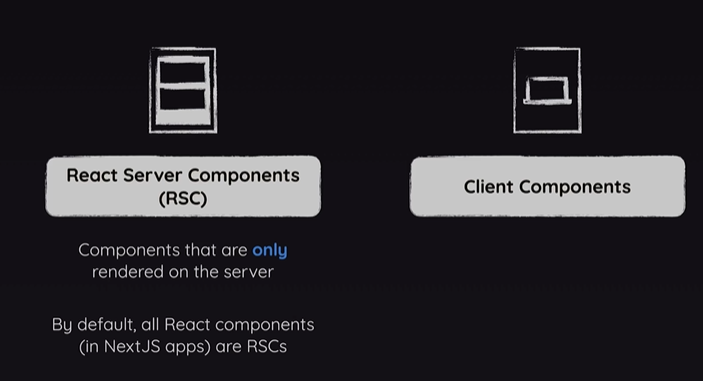 React Server Components
(RSC)
Client Components
Components that are only
rendered on the server
By default, all React components
(in NextJS apps) are RSCs